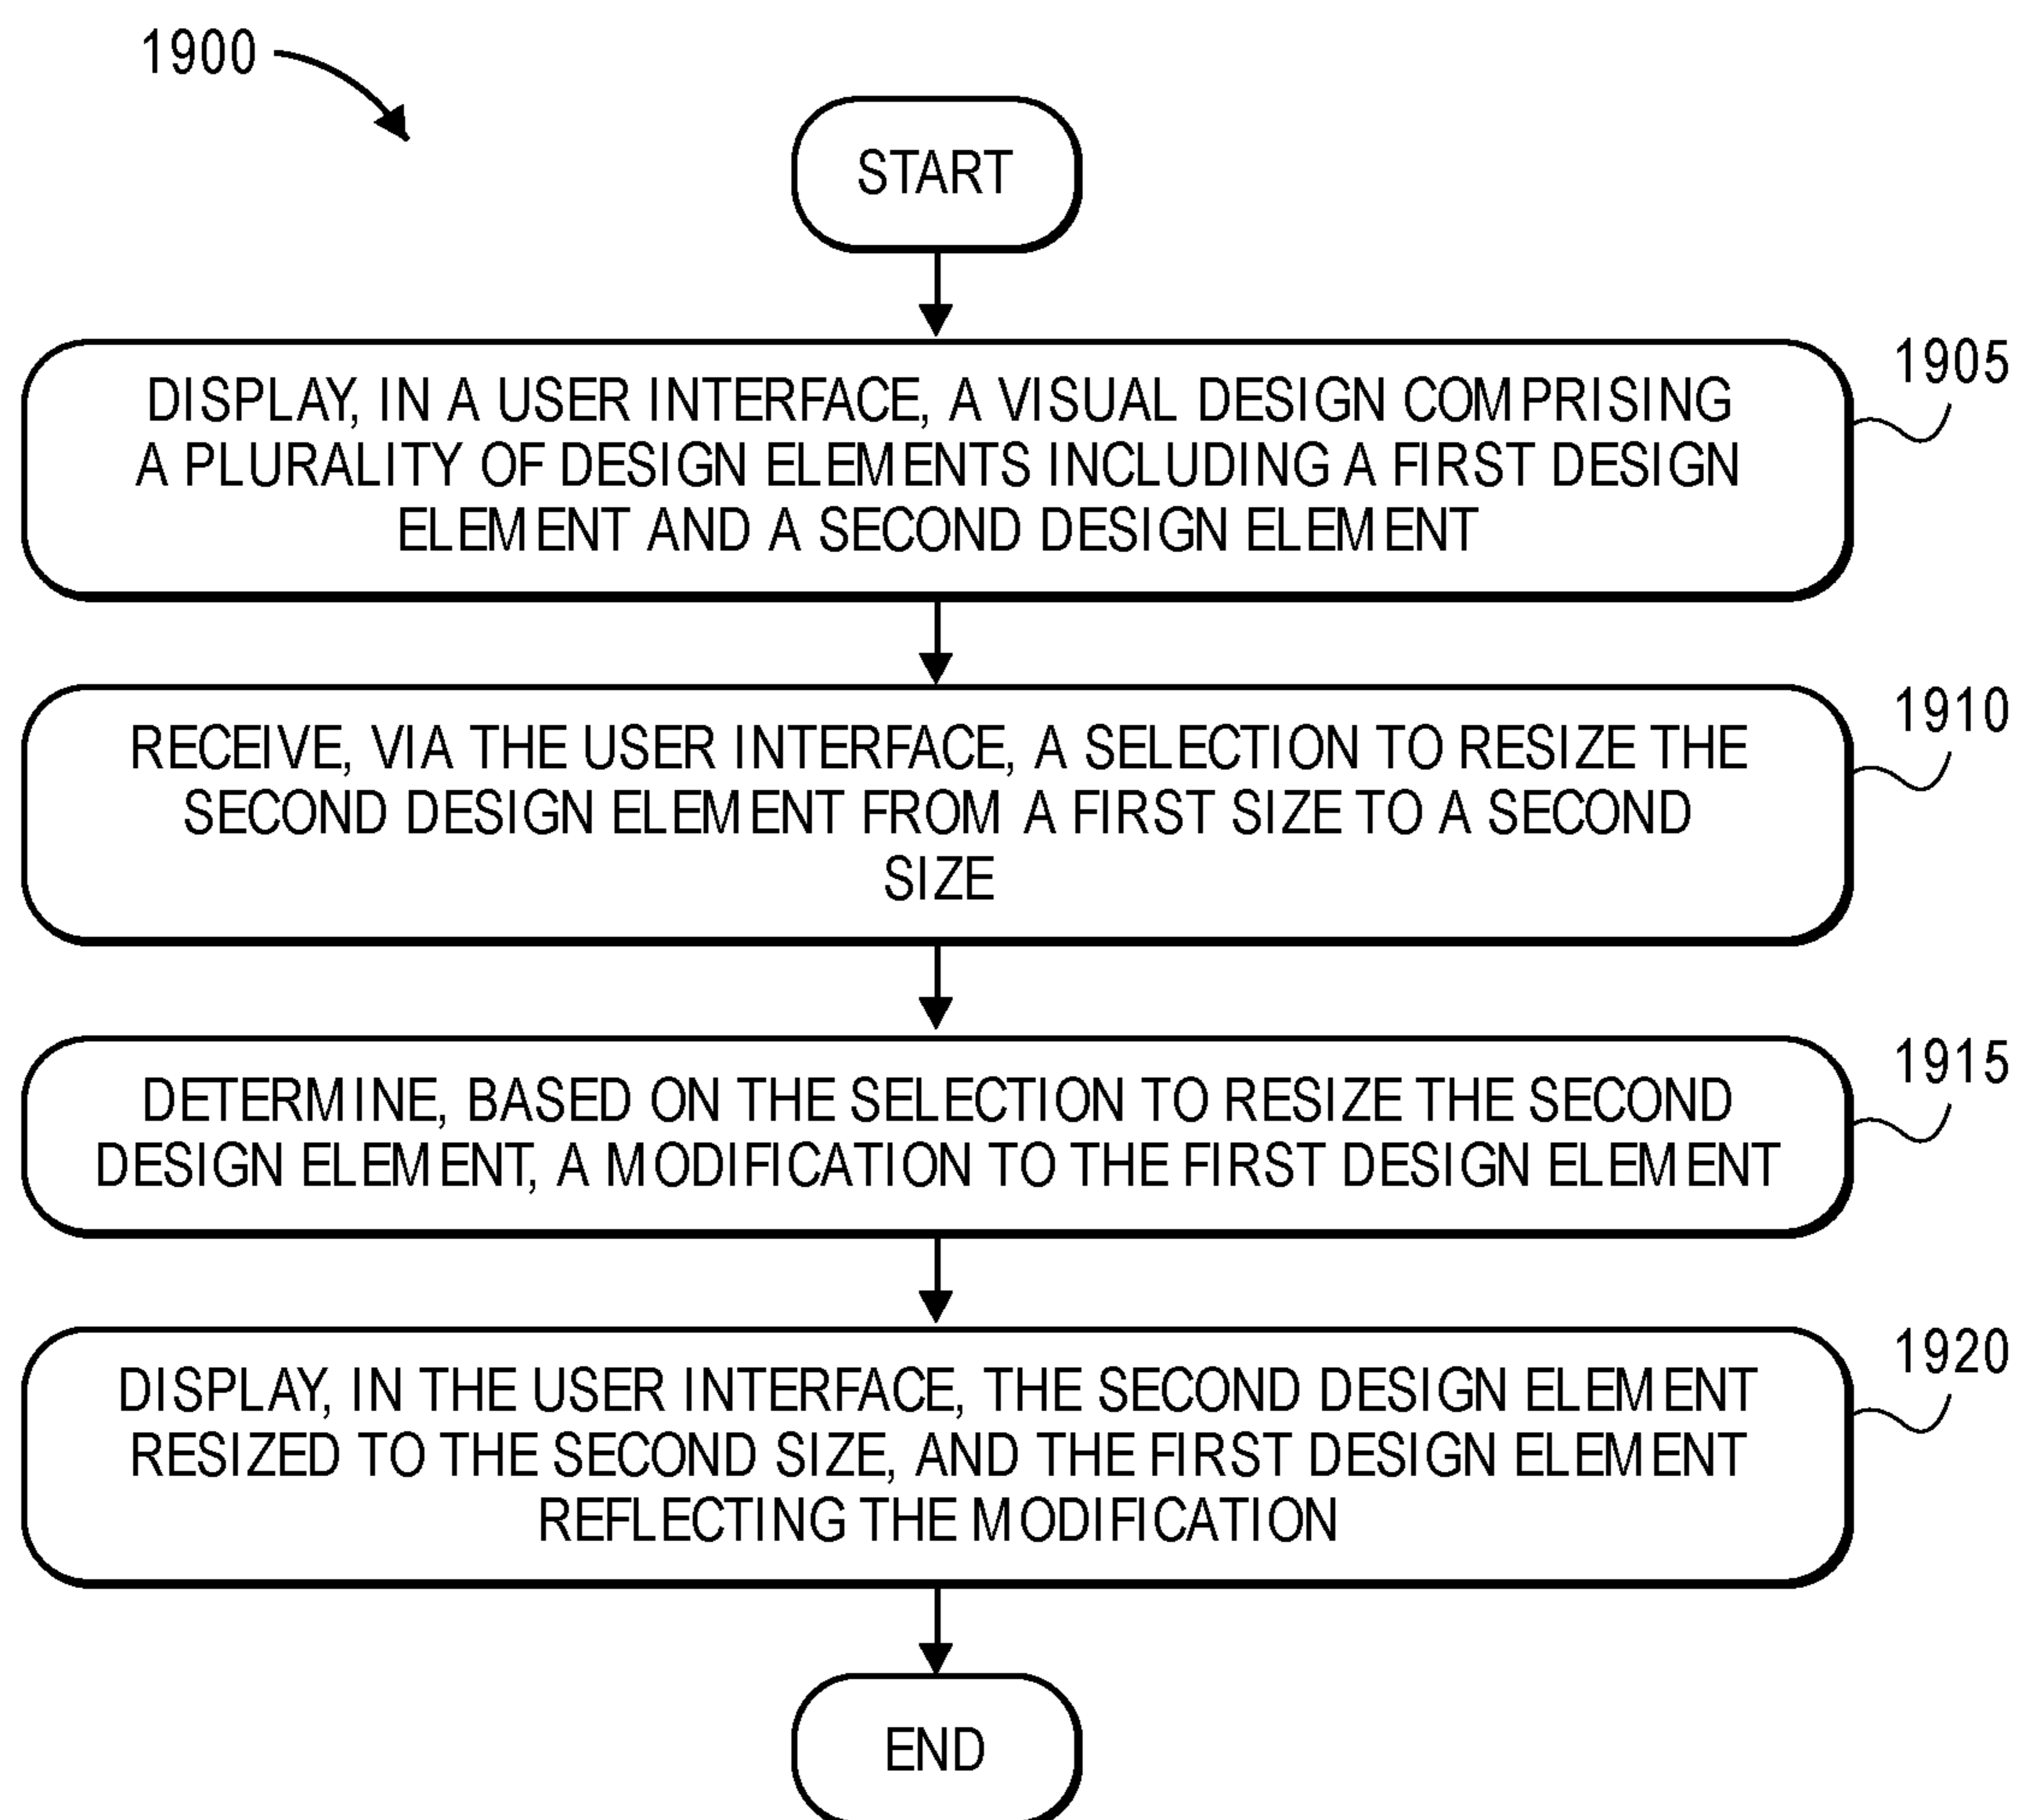 1900
START
1905
DISPLAY, IN A USER INTERFACE, A VISUAL DESIGN COMPRISING
A PLURALITY OF DESIGN ELEMENTS INCLUDING A FIRST DESIGN
ELEMENT AND A SECOND DESIGN ELEMENT
1910
RECEIVE, VIA THE USER INTERFACE, A SELECTION TO RESIZE THE
SECOND DESIGN ELEMENT FROM A FIRST SIZE TO A SECOND
SIZE
1915
DETERMINE, BASED ON THE SELECTION TO RESIZE THE SECOND
DESIGN ELEMENT, A MODIFICATION TO THE FIRST DESIGN ELEMENT
1920
DISPLAY, IN THE USER INTERFACE, THE SECOND DESIGN ELEMENT
RESIZED TO THE SECOND SIZE, AND THE FIRST DESIGN ELEMENT
REFLECTING THE MODIFICATION
END